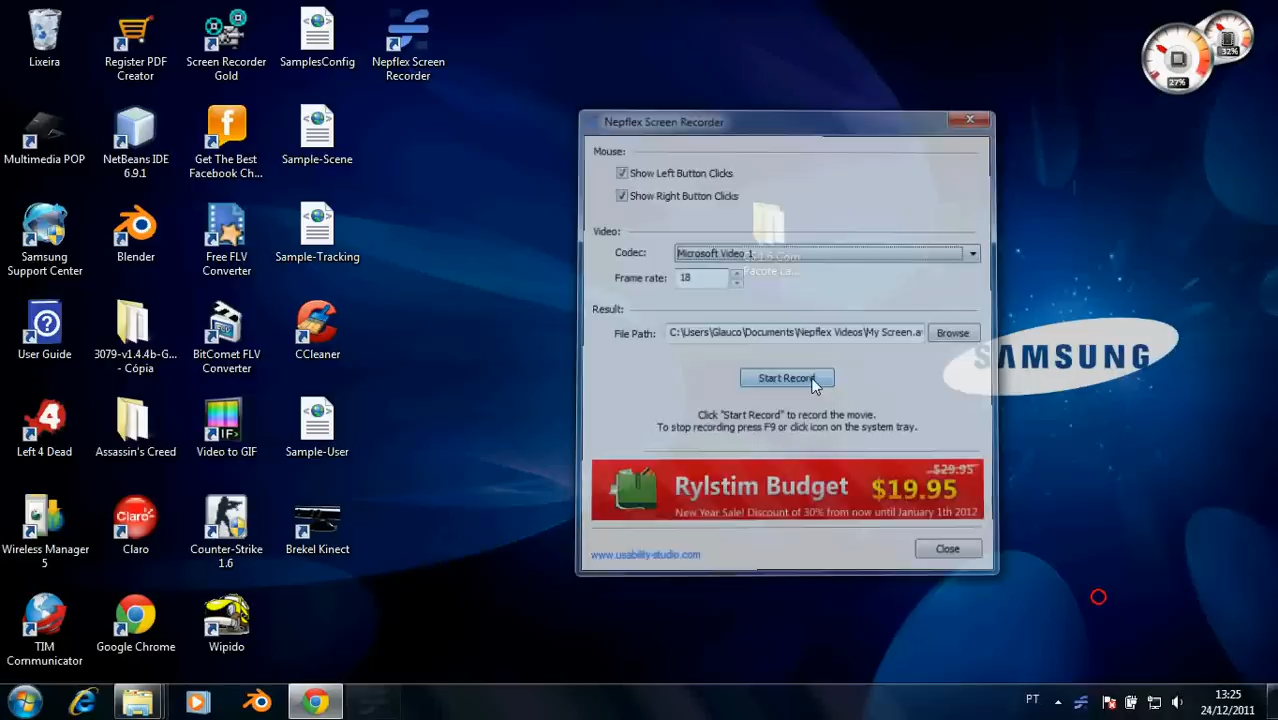 Lixeira
Register PDF
Creator
Screen Recorder
Gold
SamplesConfig
Nepflex Screen
Recorder
Multimedia POP
NetBeans IDE
6.9.1
Get The Best
Facebook Ch...
Sample-Scene
Samsung
Support Center
Blender
Free FLV
Converter
Sample-Tracking
User Guide
3079-v1.4.4b-G...
- Cópia
BitComet FLV
Converter
CCleaner
Left 4 Dead
Assassin's Creed
Video to GIF
Sample-User
Wireless Manager
5
Claro
Counter-Strike
1.6
Brekel Kinect
TIM
Communicator
Google Chrome
Wipido
27%
32%
Nepflex Screen Recorder
Mouse:
Show Left Button Clicks
Show Right Button Clicks
Video:
Codec:
Microsoft Video 1
Frame rate:
18
Result:
File Path:
C:\Users\Glauco\Documents\Nepflex Videos\My Screen.a
Browse
Start Record
Click "Start Record" to record the movie.
To stop recording press F9 or click icon on the system tray.
Rylstim Budget
$29.95
$19.95
New Year Sale! Discount of 30% from now until January 1th 2012
www.usability-studio.com
Close
SAMSUNG
PT
13:25
24/12/2011